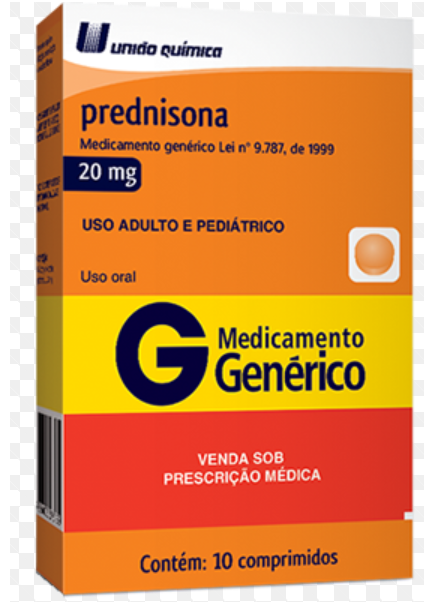 união química
prednisona
Medicamento genérico Lei nº 9.787, de 1999
20 mg
USO ADULTO E PEDIÁTRICO
Uso oral
G Medicamento
Genérico
VENDA SOB
PRESCRIÇÃO MÉDICA
Contém: 10 comprimidos